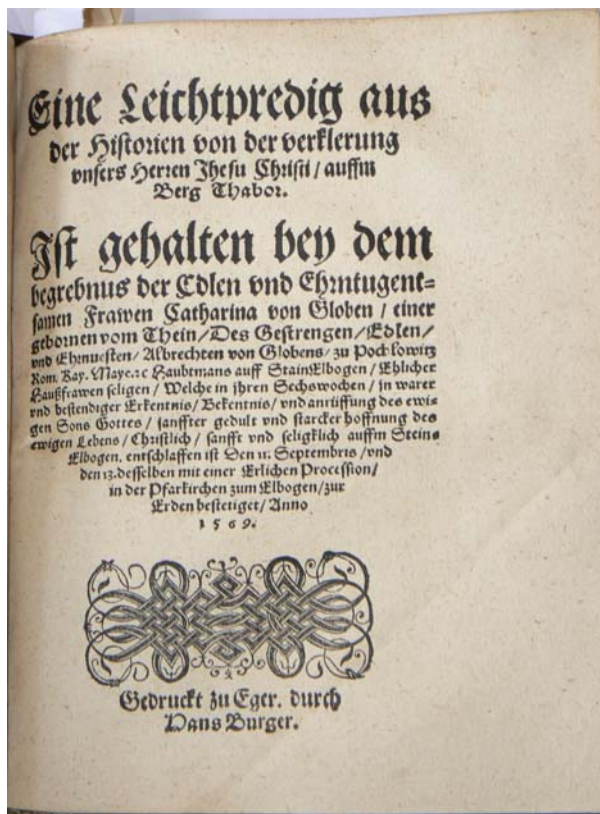 Eine Leichtpredig aus
der Historien von der verklerung
vnsers Herren Jhesu Christi / auffm
Berg Thabor.
Ist gehalten bey dem
begrebnus der Edlen vnd Ehrntugent=
samen Frawen Catharina von Globen / einer
gebornen vom Thein / Des Gestrengen / Edlen /
vnd Ehrnuesten / Albrechten von Globens / zu Pochlowitz
Rom. Kay. Maye. ꝛc Haubtmans auff StainElbogen / Ehlicher
Haußfrawen seligen / Welche in jhren Sechswochen / in warer
vnd bestendiger Erkentnis / Bekentnis / vnd anrüffung des ewi=
gen Sons Gottes / sanffter gedult vnd starcker hoffnung des
ewigen Lebens / Christlich / sanfft vnd seligklich auffm Stein=
Elbogen. entschlaffen ist Den 11. Septembris / vnd
den 13. desselben mit einer Erlichen Procession /
in der Pfarkirchen zum Elbogen / zur
Erden bestetiget / Anno
1569.
Gedruckt zu Eger. durch
Hans Burger.